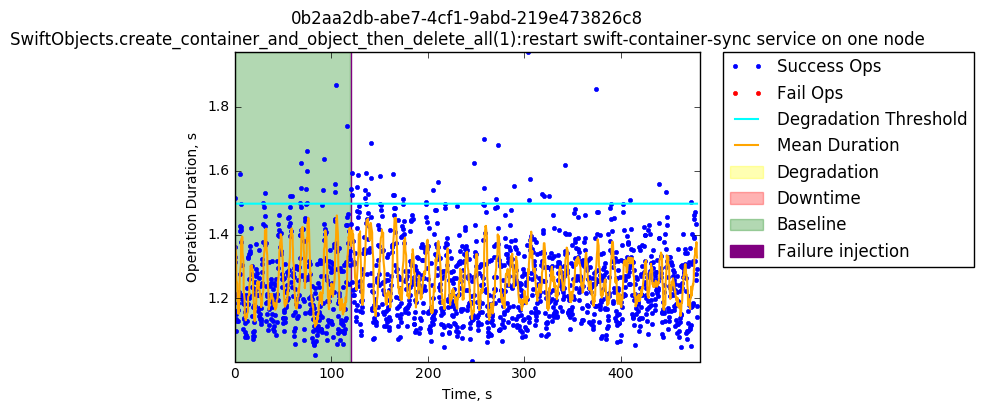 0b2aa2db-abe7-4cf1-9abd-219e473826c8
SwiftObjects.create_container_and_object_then_delete_all(1):restart swift-container-sync service on one node
Operation Duration, s
1.8
1.6
1.4
1.2
0
100
200
300
400
Time, s
Success Ops
Fail Ops
Degradation Threshold
Mean Duration
Degradation
Downtime
Baseline
Failure injection